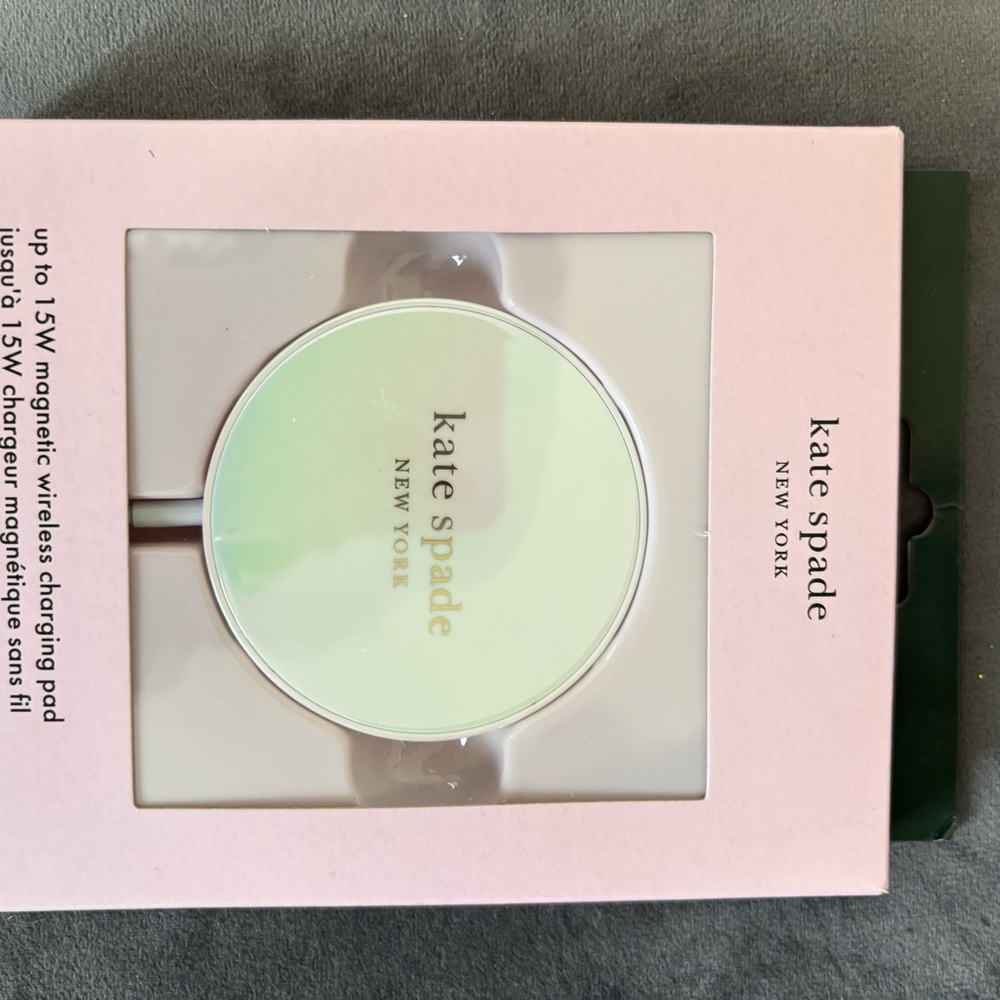 kate spade
NEW YORK
kate spade
NEW YORK
up to 15W magnetic wireless charging pad
jusqu'à 15W chargeur magnétique sans fil